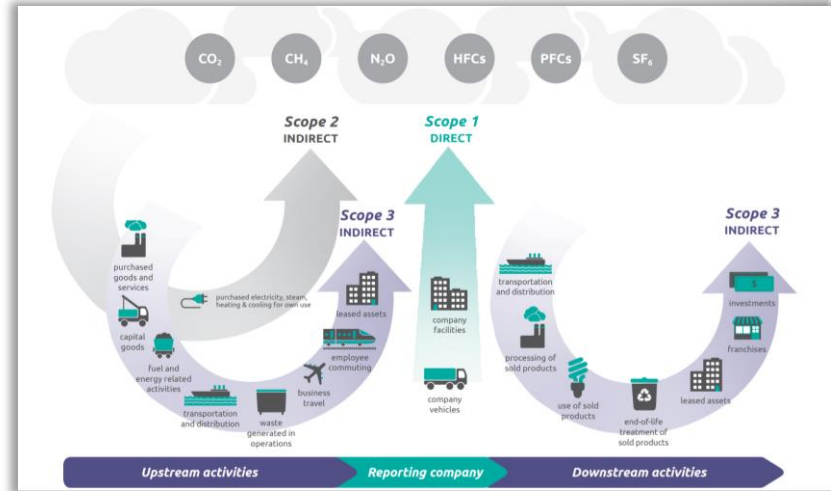 CO₂
CH₄
N₂O
HFCs
PFCs
SF₆
Scope 2
INDIRECT
Scope 1
DIRECT
Scope 3
INDIRECT
Scope 3
INDIRECT
purchased
goods and
services
capital
goods
fuel and
energy related
activities
purchased electricity, steam,
heating & cooling for own use
transportation
and distribution
waste
generated in
operations
business
travel
employee
commuting
leased assets
company
facilities
company
vehicles
transportation
and distribution
processing of
sold products
use of sold
products
end-of-life
treatment of
sold products
leased assets
franchises
investments
$
Upstream activities
Reporting company
Downstream activities